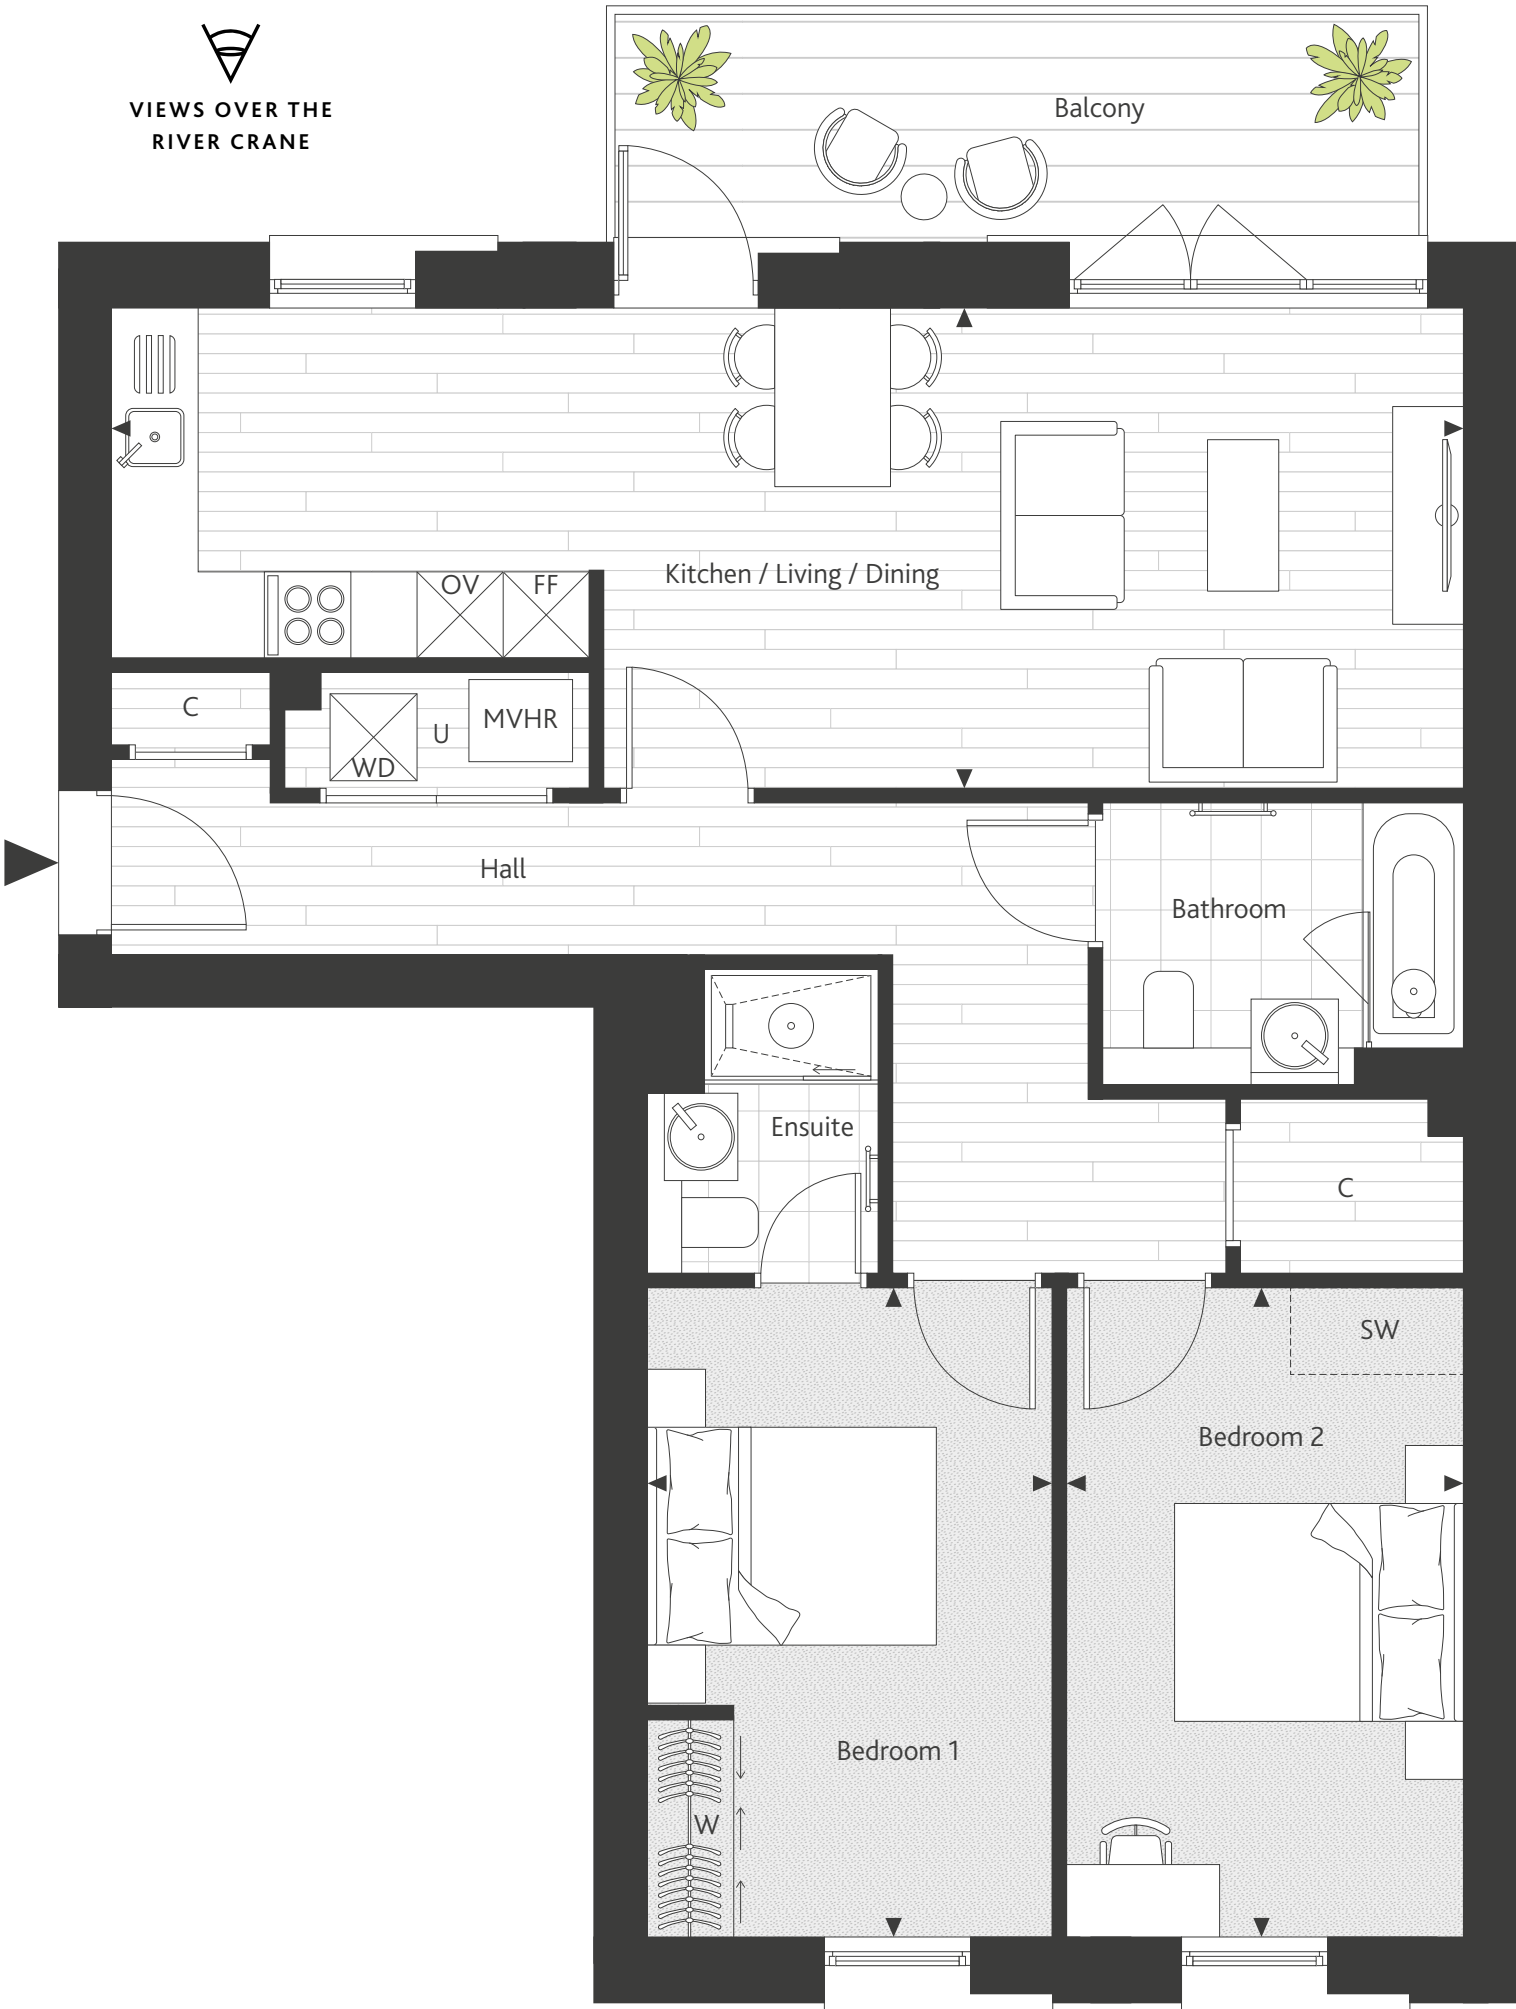 VIEWS OVER THE
RIVER CRANE
Balcony
Kitchen / Living / Dining
OV
FF
C
U
MVHR
WD
Hall
Bathroom
Ensuite
C
SW
Bedroom 2
Bedroom 1
W